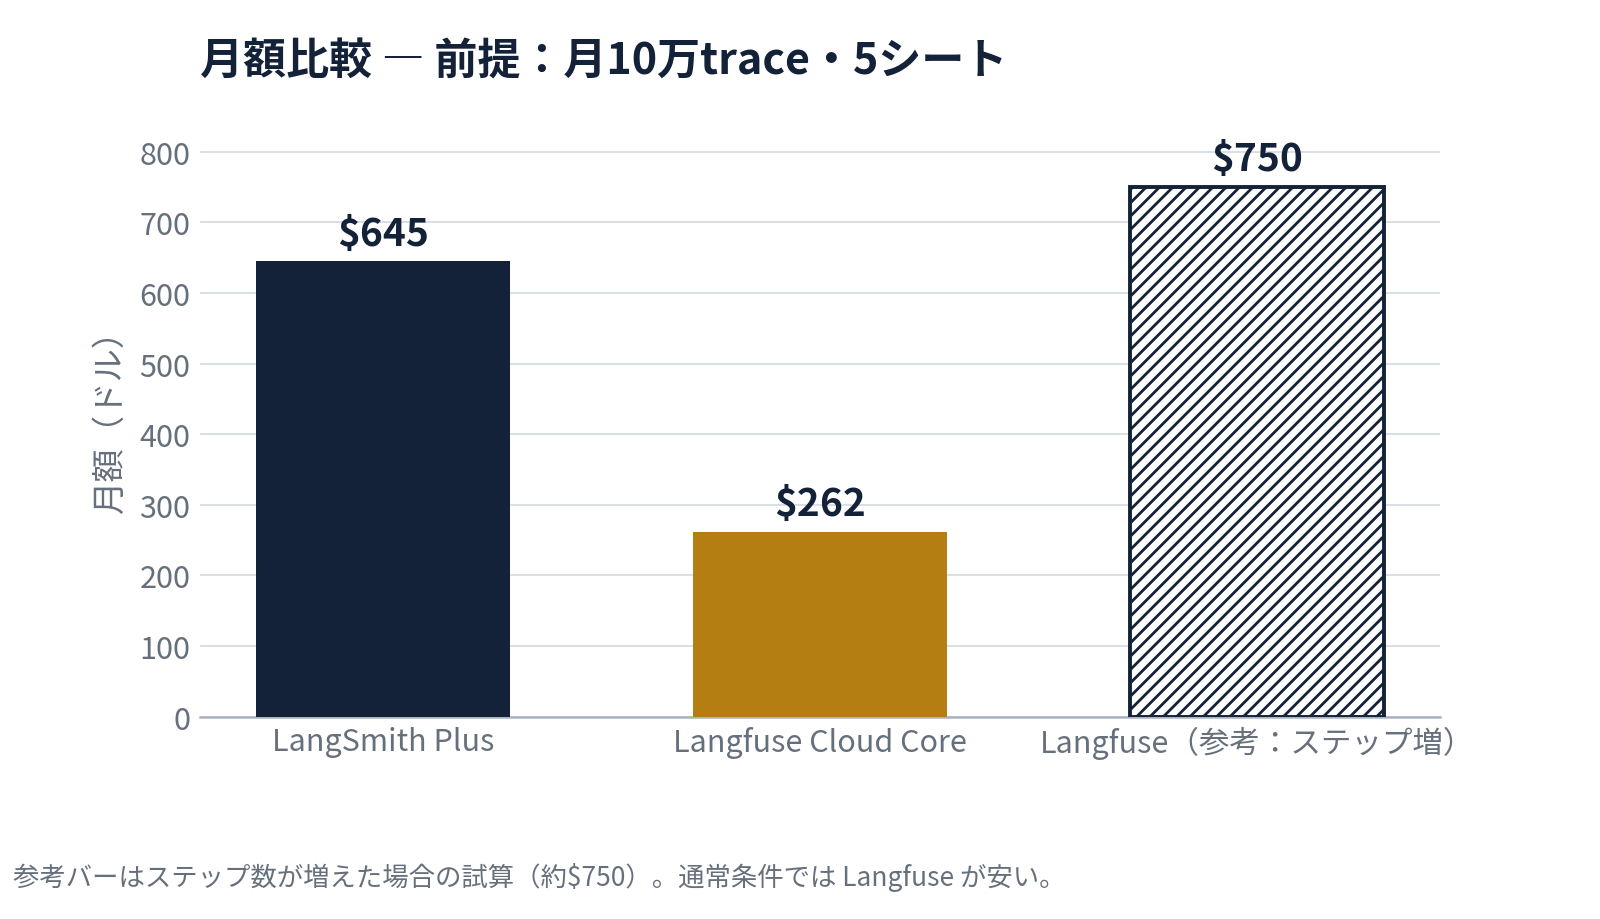 月額比較 — 前提：月10万trace・5シート
$750
$645
$262
800
700
600
500
400
300
200
100
0
月額（ドル）
LangSmith Plus
Langfuse Cloud Core
Langfuse（参考：ステップ増）
参考バーはステップ数が増えた場合の試算（約$750）。通常条件では Langfuse が安い。